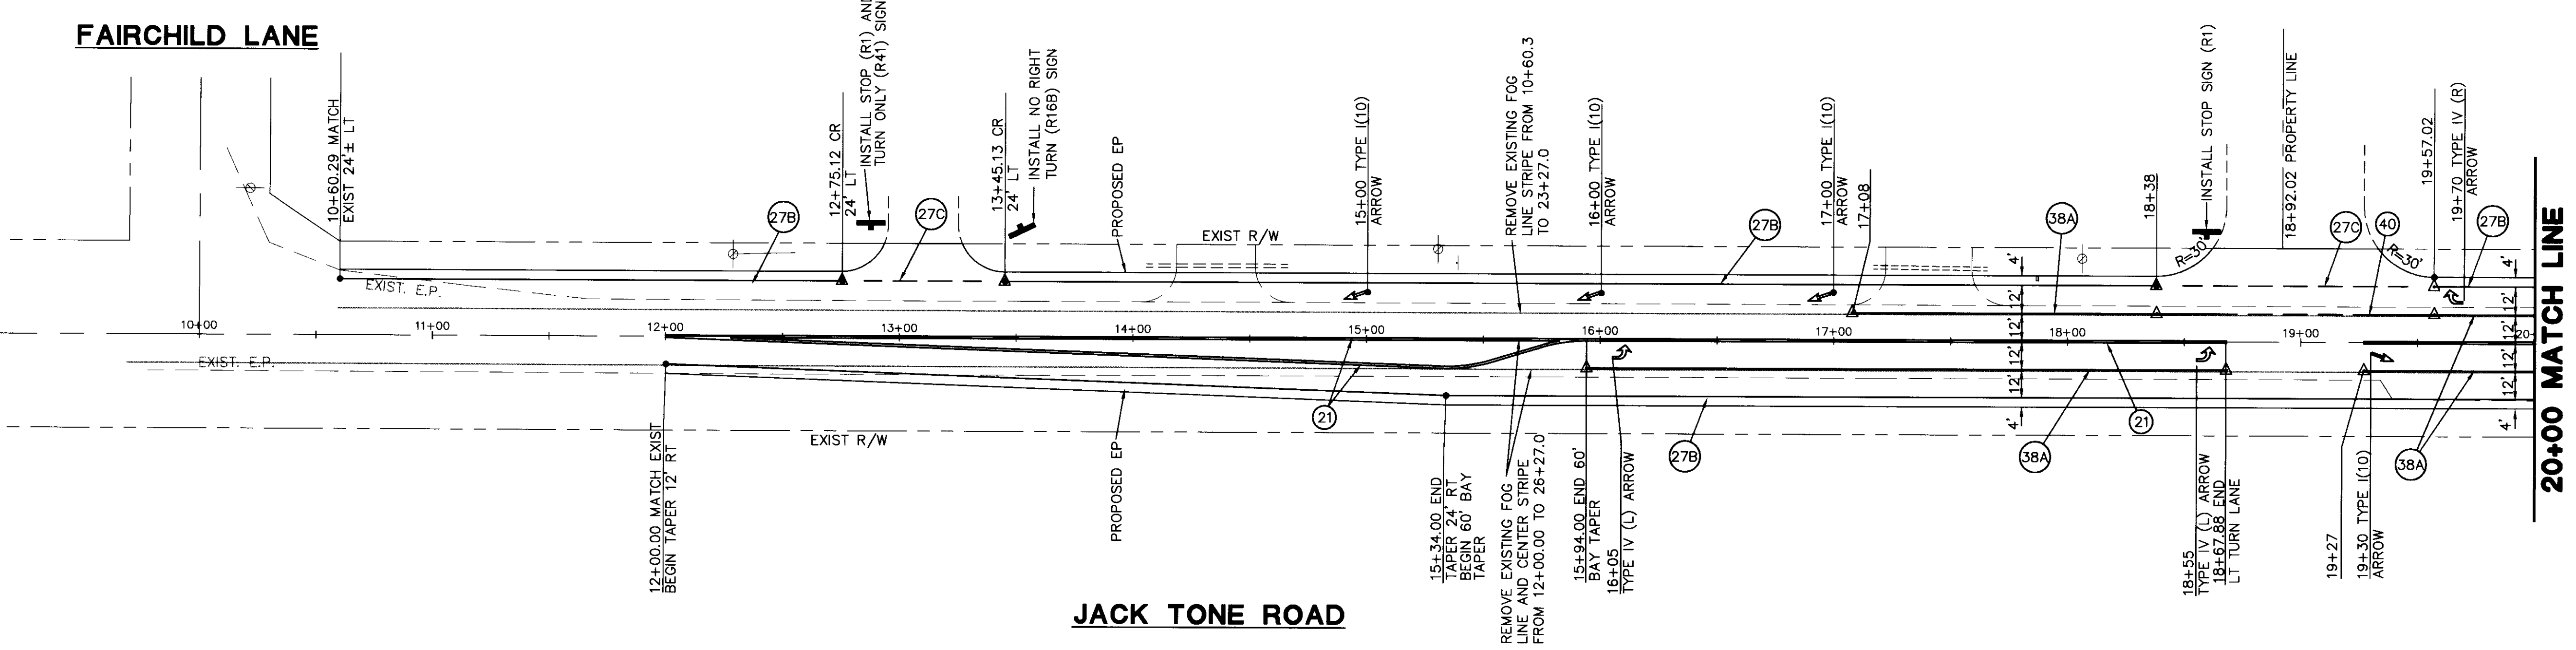 FAIRCHILD LANE
10+60.29 MATCH
EXIST 24'± LT
27B
12+75.12 CR
24' LT
INSTALL STOP (R1) AND
TURN ONLY (R41) SIGN
27C
13+45.13 CR
24' LT
INSTALL NO RIGHT
TURN (R16B) SIGN
PROPOSED EP
EXIST R/W
15+00 TYPE I(10)
ARROW
REMOVE EXISTING FOG
LINE STRIPE FROM 10+60.3
TO 23+27.0
16+00 TYPE I(10)
ARROW
27B
17+00 TYPE I(10)
ARROW
17+08
38A
18+38
INSTALL STOP SIGN (R1)
R=30'
18+92.02 PROPERTY LINE
27C
40
R=30'
19+57.02
19+70 TYPE IV (R)
ARROW
27B
EXIST. E.P.
4'
12'
12'
12'
12'
4'
4'
12'
12'
12'
12'
4'
10+00
11+00
12+00
13+00
14+00
15+00
16+00
17+00
18+00
19+00
20+
EXIST. E.P.
EXIST R/W
12+00.00 MATCH EXIST
BEGIN TAPER 12' RT
PROPOSED EP
21
15+34.00 END
TAPER 24' RT
BEGIN 60' BAY
TAPER
REMOVE EXISTING FOG
LINE AND CENTER STRIPE
FROM 12+00.00 TO 26+27.0
15+94.00 END 60'
BAY TAPER
16+05
TYPE IV (L) ARROW
27B
38A
21
18+55
TYPE IV (L) ARROW
18+67.88 END
LT TURN LANE
19+27
19+30 TYPE I(10)
ARROW
38A
20+00 MATCH LINE
JACK TONE ROAD